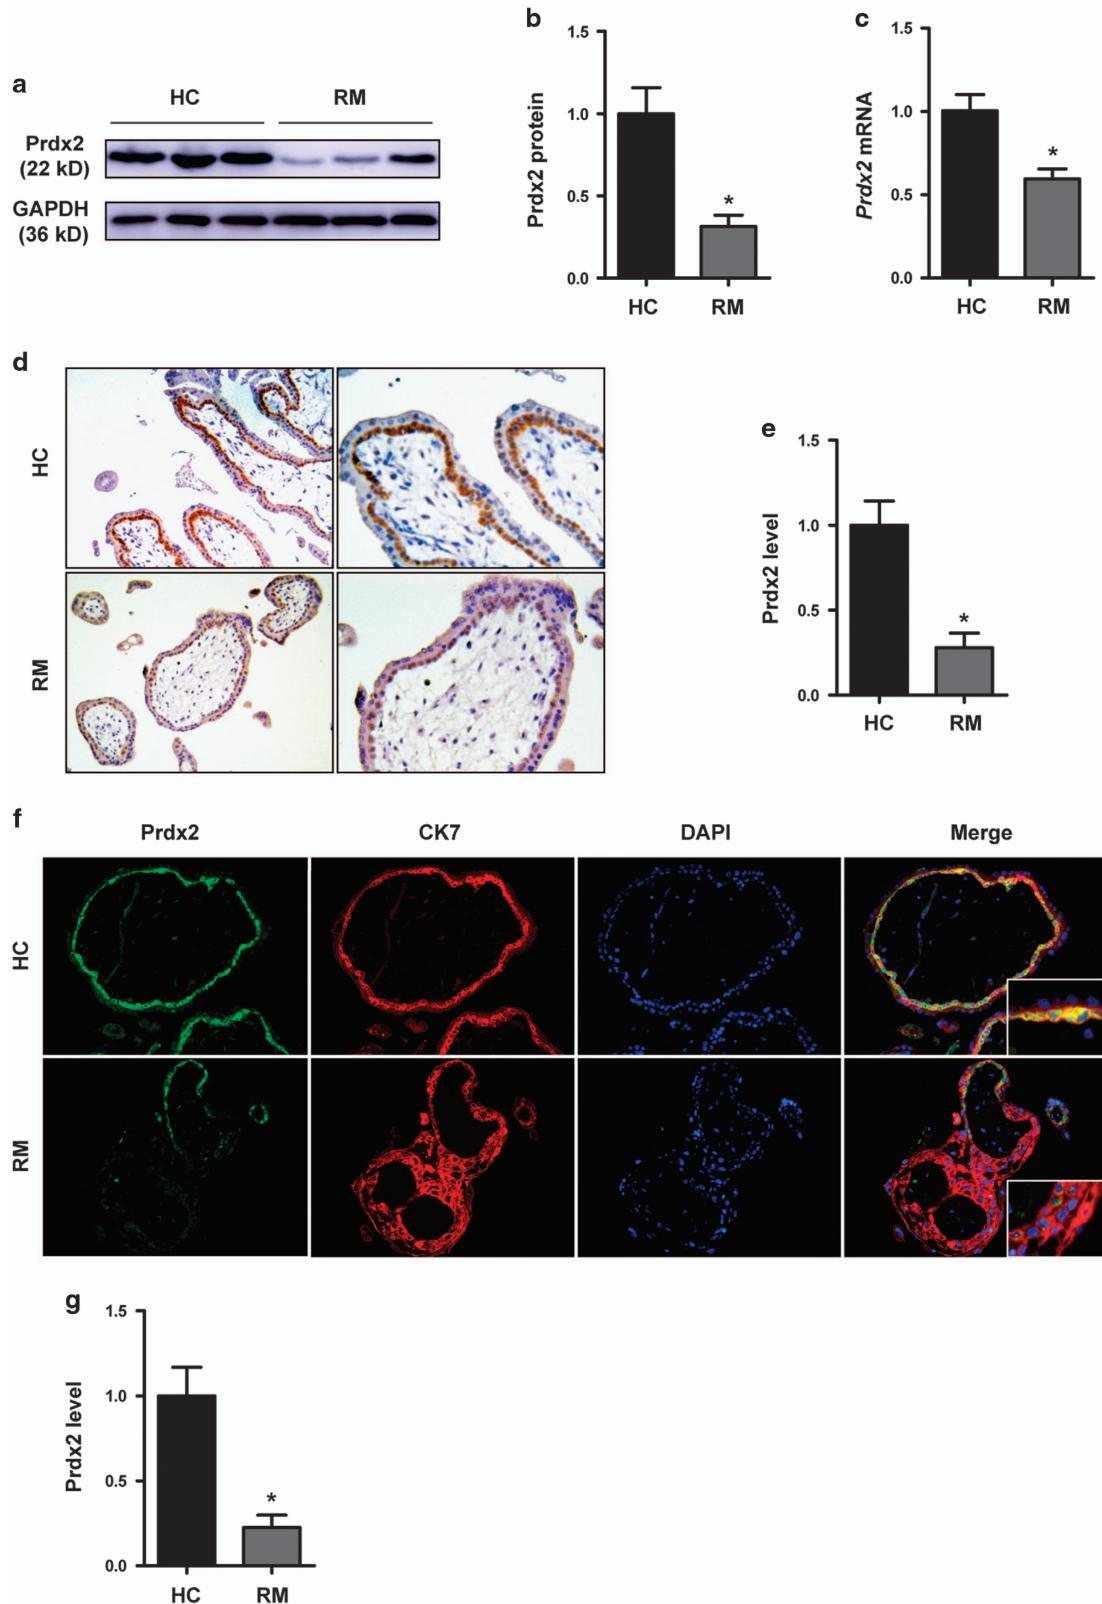 a
HC RM
Prdx2
(22 kD)
GAPDH
(36 kD)
b
1.5
1.0
0.5
0.0
Prdx2 protein
*
HC RM
c
1.5
1.0
0.5
0.0
Prdx2 mRNA
*
HC RM
d
HC
RM
e
1.5
1.0
0.5
0.0
Prdx2 level
*
HC RM
f
Prdx2 CK7 DAPI Merge
HC
RM
g
1.5
1.0
0.5
0.0
Prdx2 level
*
HC RM